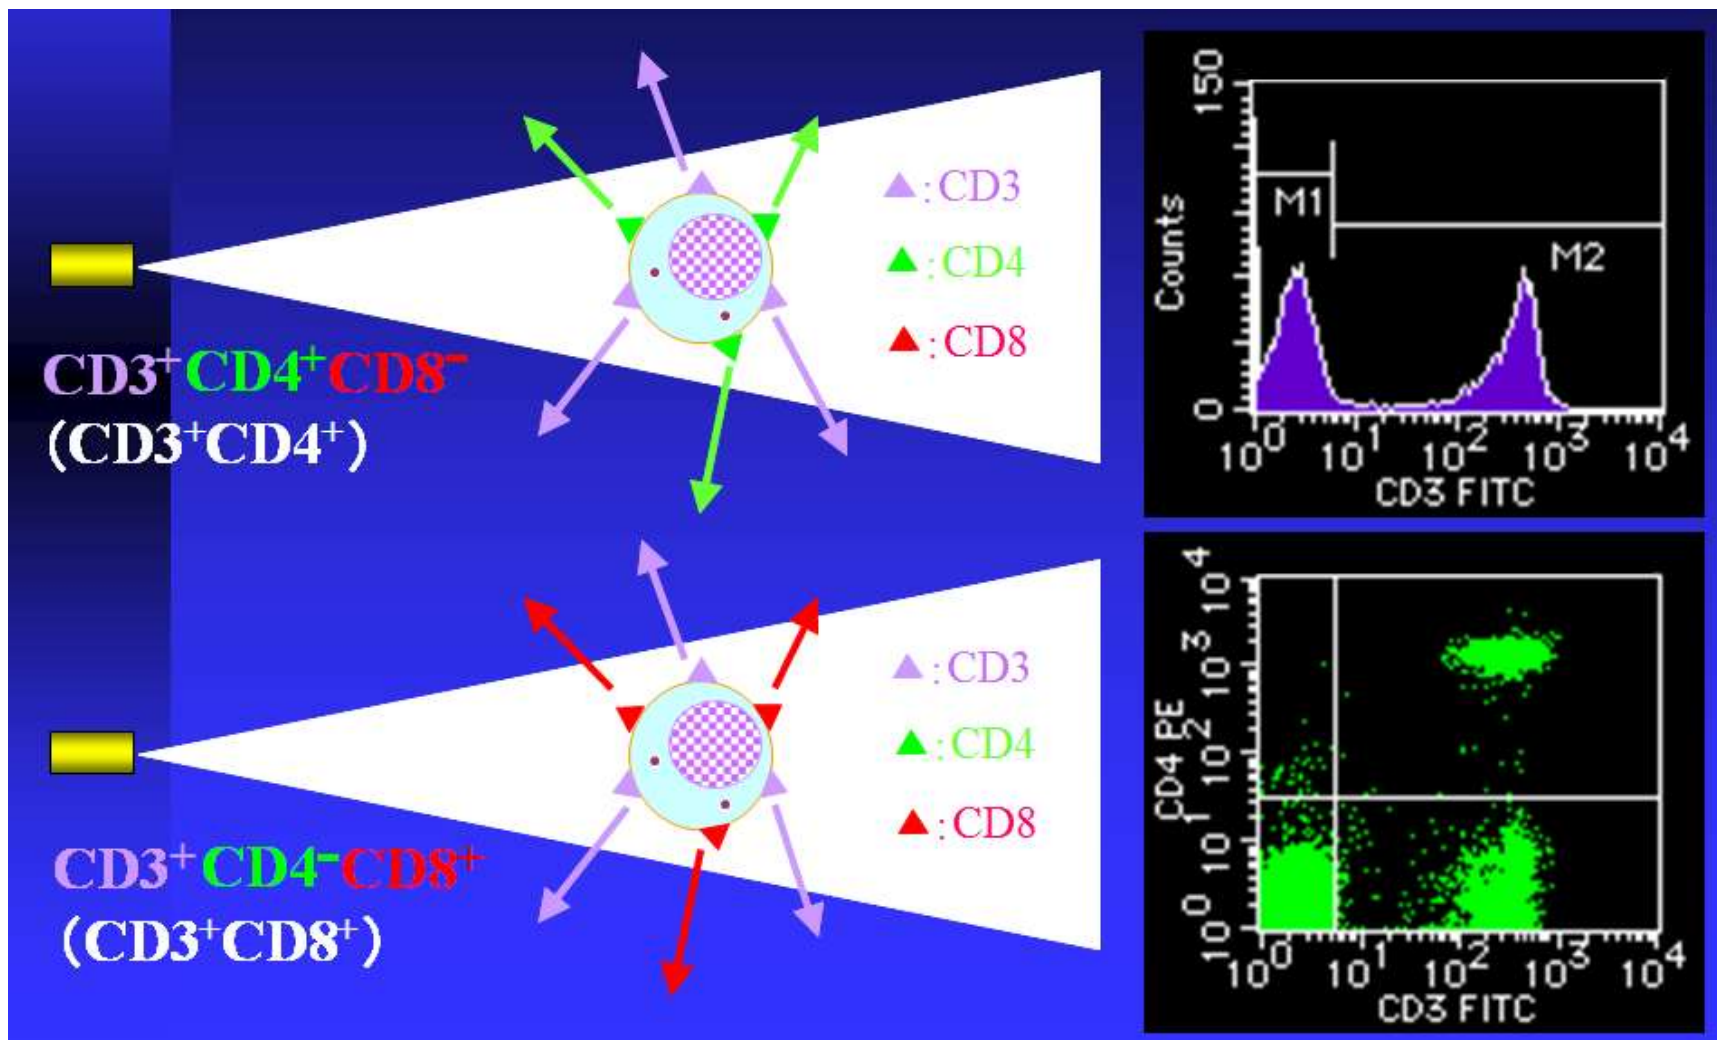 CD3⁺CD4⁺CD8⁻
(CD3⁺CD4⁺)
▲:CD3
▲:CD4
▲:CD8
150
Counts
0
M1
M2
10⁰ 10¹ 10² 10³ 10⁴
CD3 FITC
CD3⁺CD4⁻CD8⁺
(CD3⁺CD8⁺)
▲:CD3
▲:CD4
▲:CD8
10⁴
10³
10²
10¹
10⁰
CD4 PE
10⁰ 10¹ 10² 10³ 10⁴
CD3 FITC